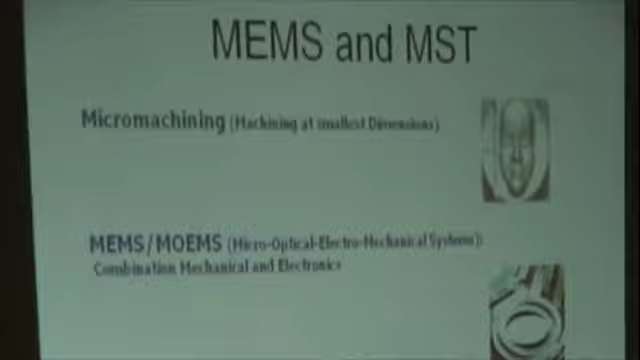 MEMS and MST
Micromachining (Machining at smallest Dimensions)
MEMS/MOEMS (Micro-Optical-Electro-Mechanical Systems):
Combination Mechanical and Electronics